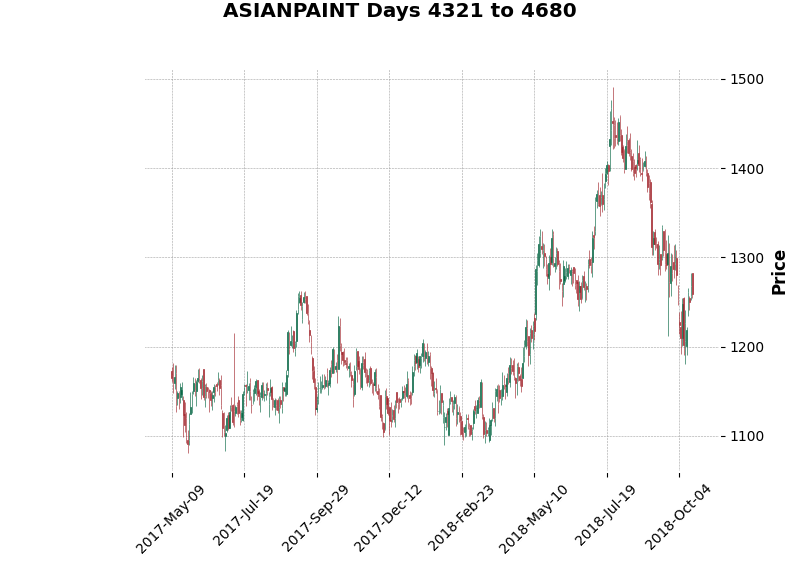 ASIANPAINT Days 4321 to 4680
1500
1400
1300
1200
1100
Price
2017-May-09
2017-Jul-19
2017-Sep-29
2017-Dec-12
2018-Feb-23
2018-May-10
2018-Jul-19
2018-Oct-04